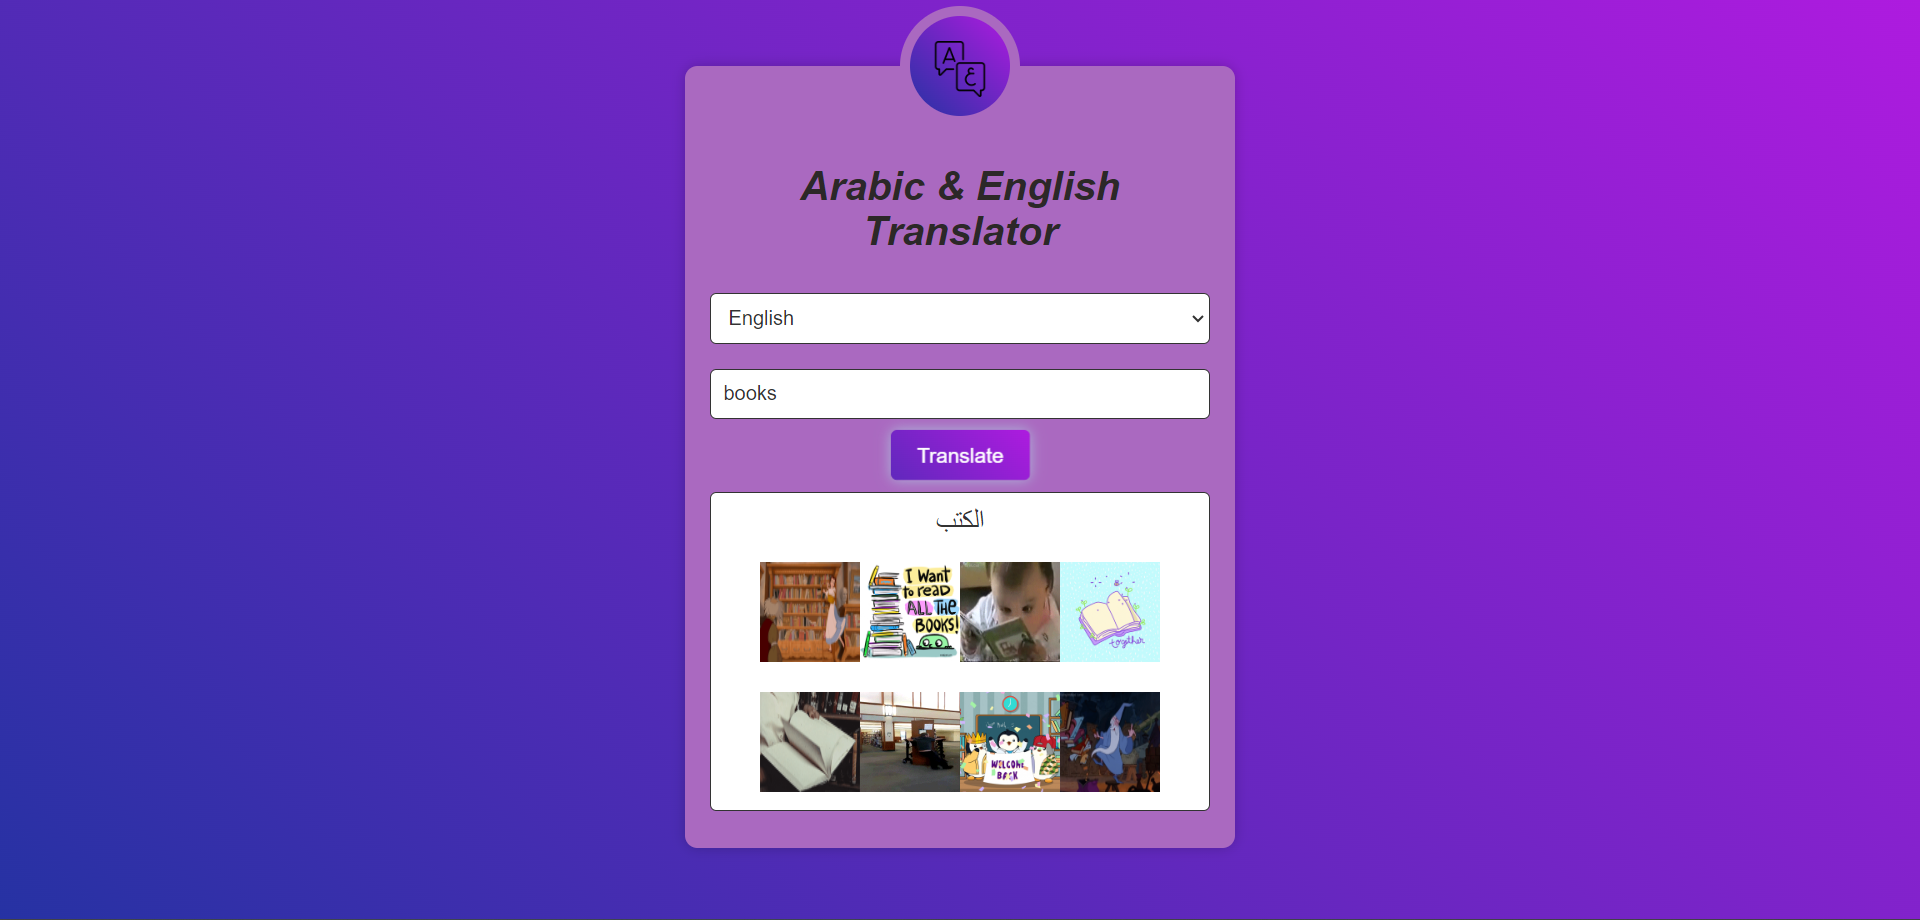 A
ع
Arabic & English
Translator
English
books
Translate
الكتب
I Want
to read
ALL THE
BOOKS!
together
WELCOME
BACK